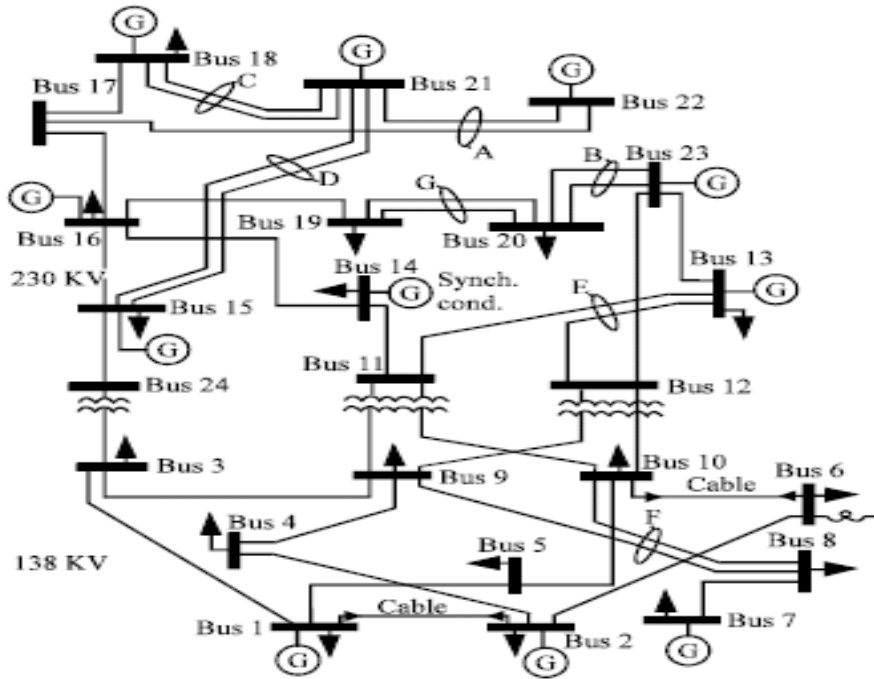 G
G
Bus 18
Bus 17
C
Bus 21
G
Bus 22
A
B
Bus 23
D
G
G
G
Bus 16
Bus 19
Bus 20
Bus 14
Bus 13
230 KV
G
Synch.
cond.
E
G
Bus 15
G
Bus 11
Bus 24
Bus 12
Bus 3
Bus 9
Bus 10
Bus 6
Cable
Bus 4
F
Bus 5
Bus 8
138 KV
Cable
Bus 1
Bus 2
Bus 7
G
G
G